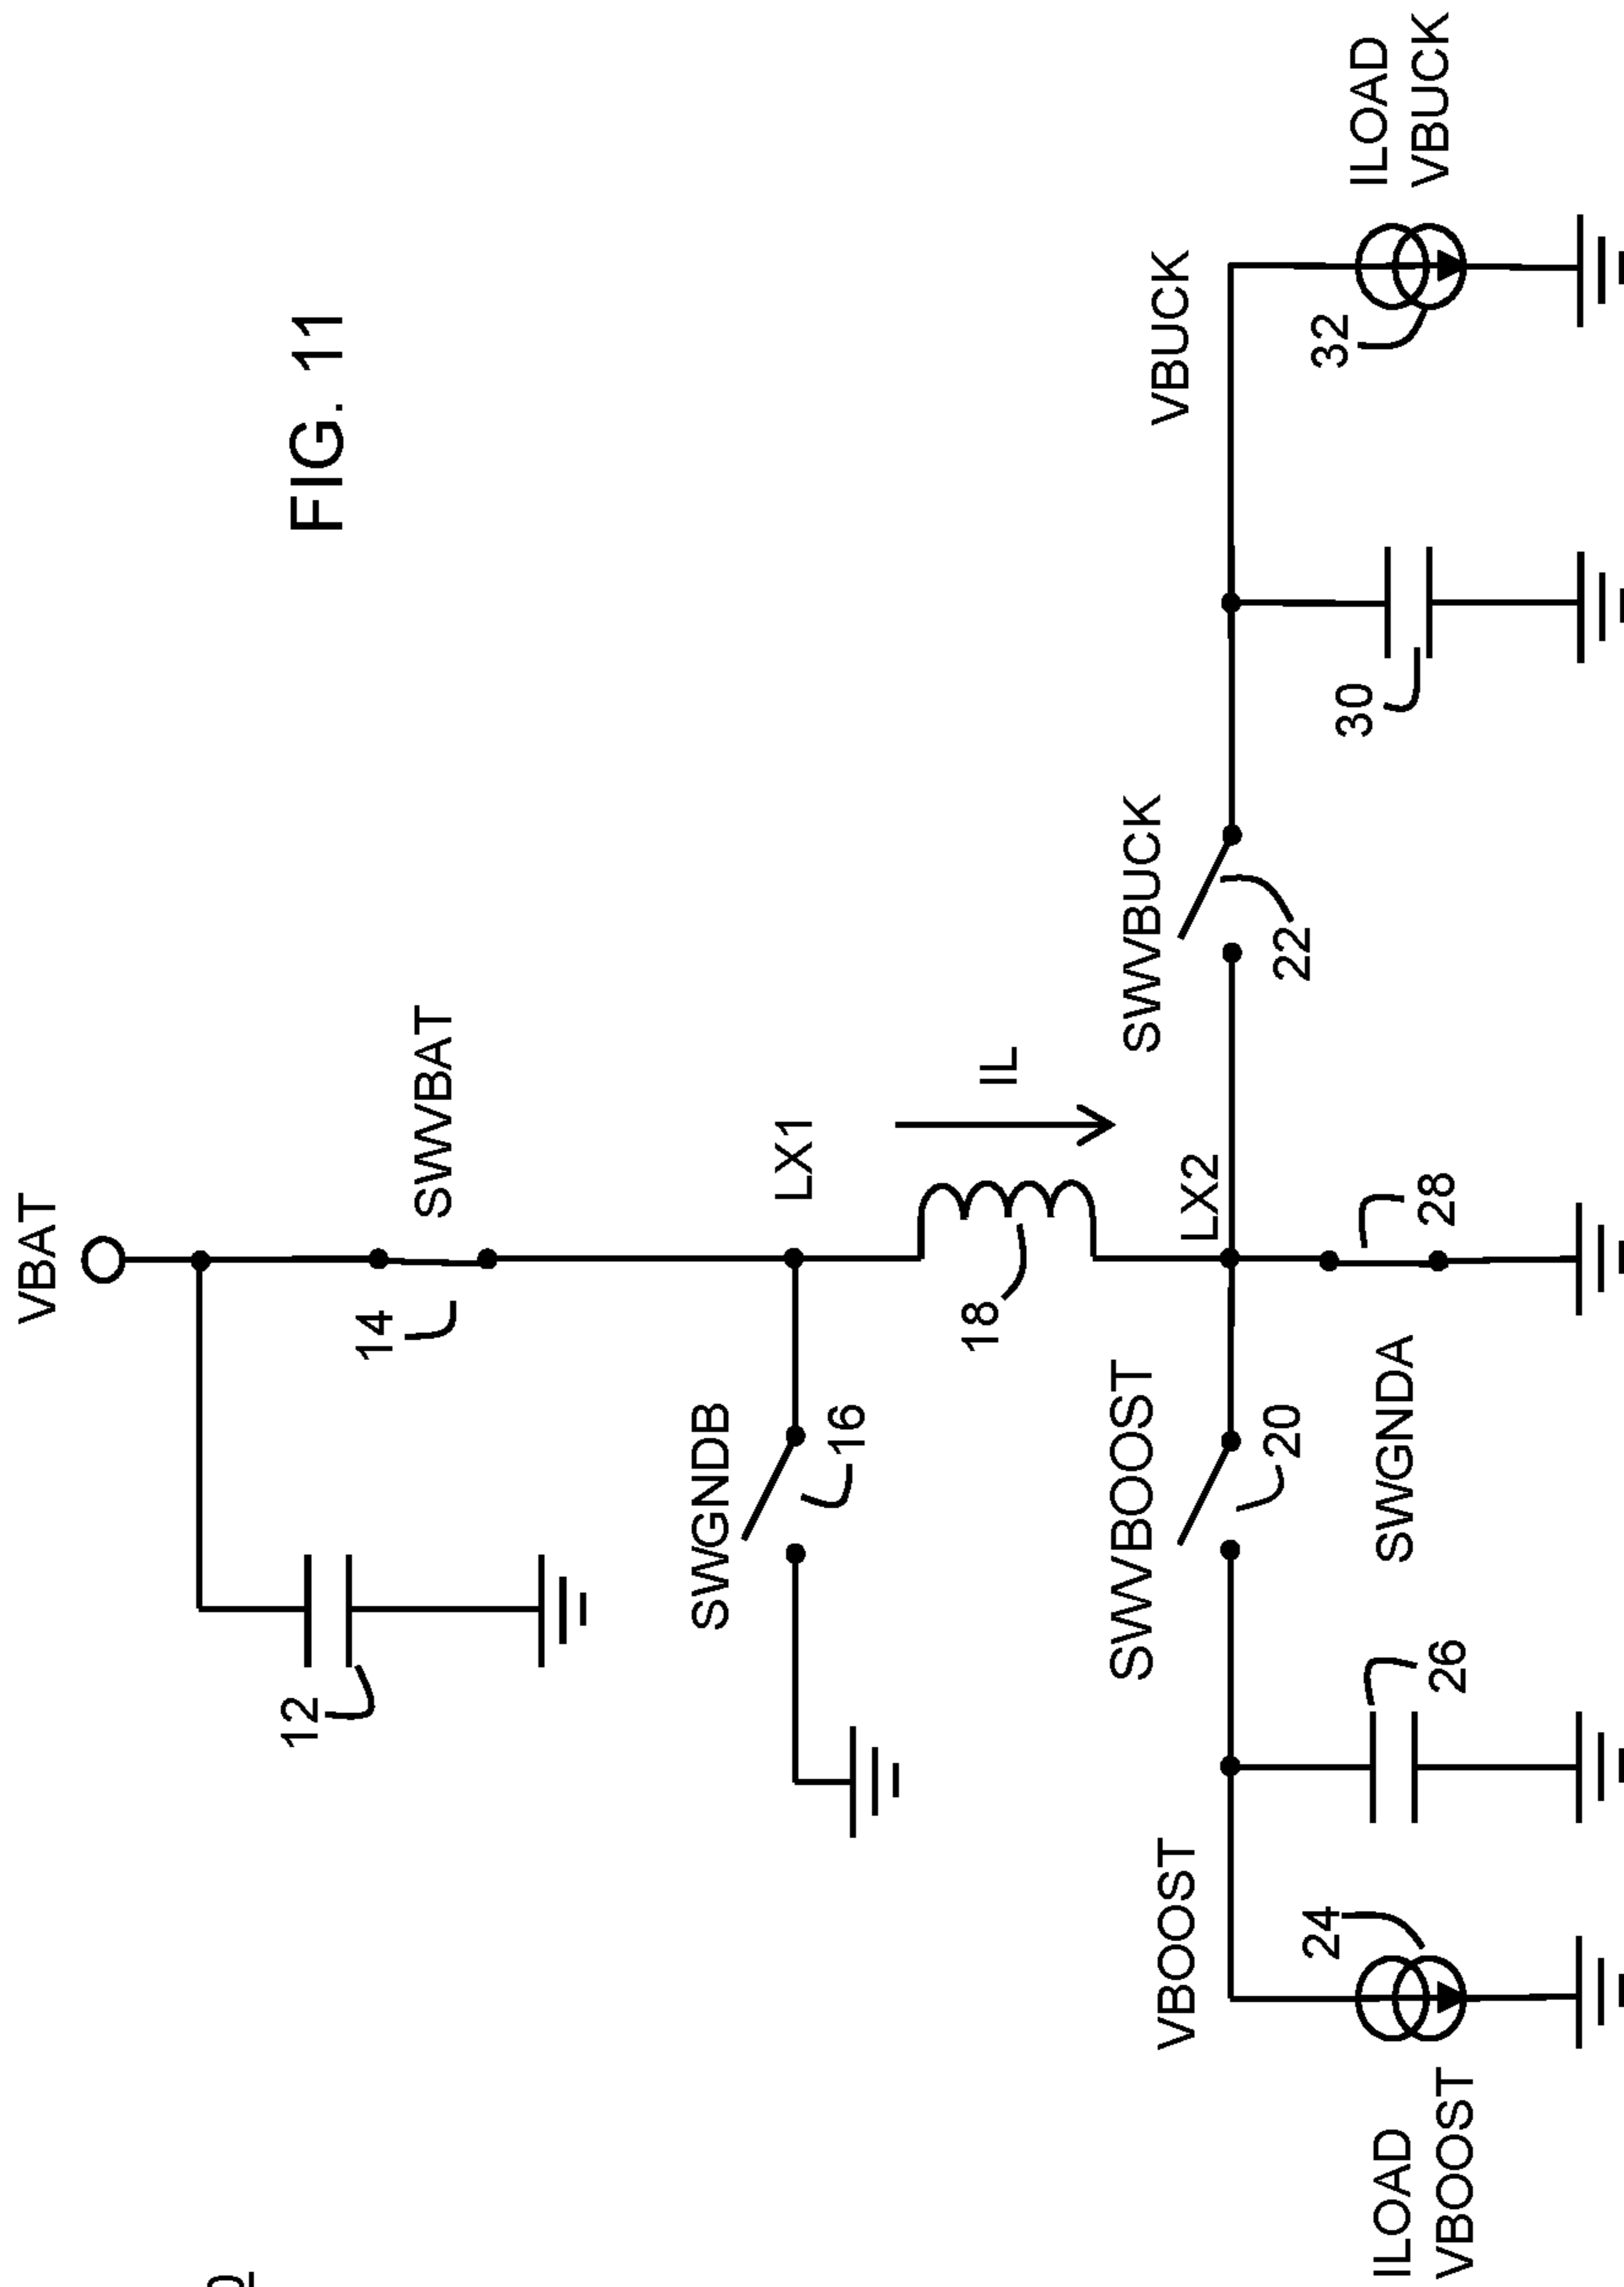 FIG. 11
VBAT
12
14
SWVBAT
SWGNDB
16
LX1
18
IL
SWVBOOST
20
LX2
SWVBUCK
22
VBOOST
VBUCK
24
26
SWGNDA
28
30
32
ILOAD
VBOOST
ILOAD
VBUCK